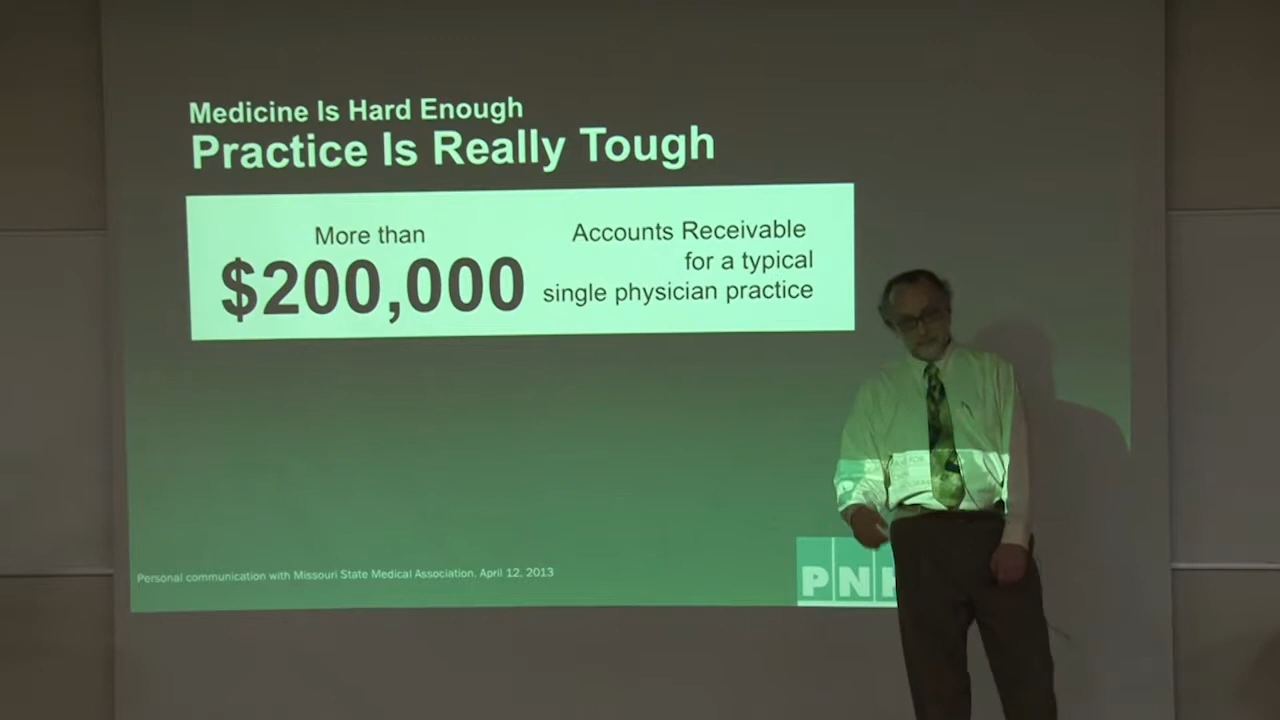 Medicine Is Hard Enough
Practice Is Really Tough
More than
$200,000
Accounts Receivable
for a typical
single physician practice
Personal communication with Missouri State Medical Association. April 12, 2013
PN